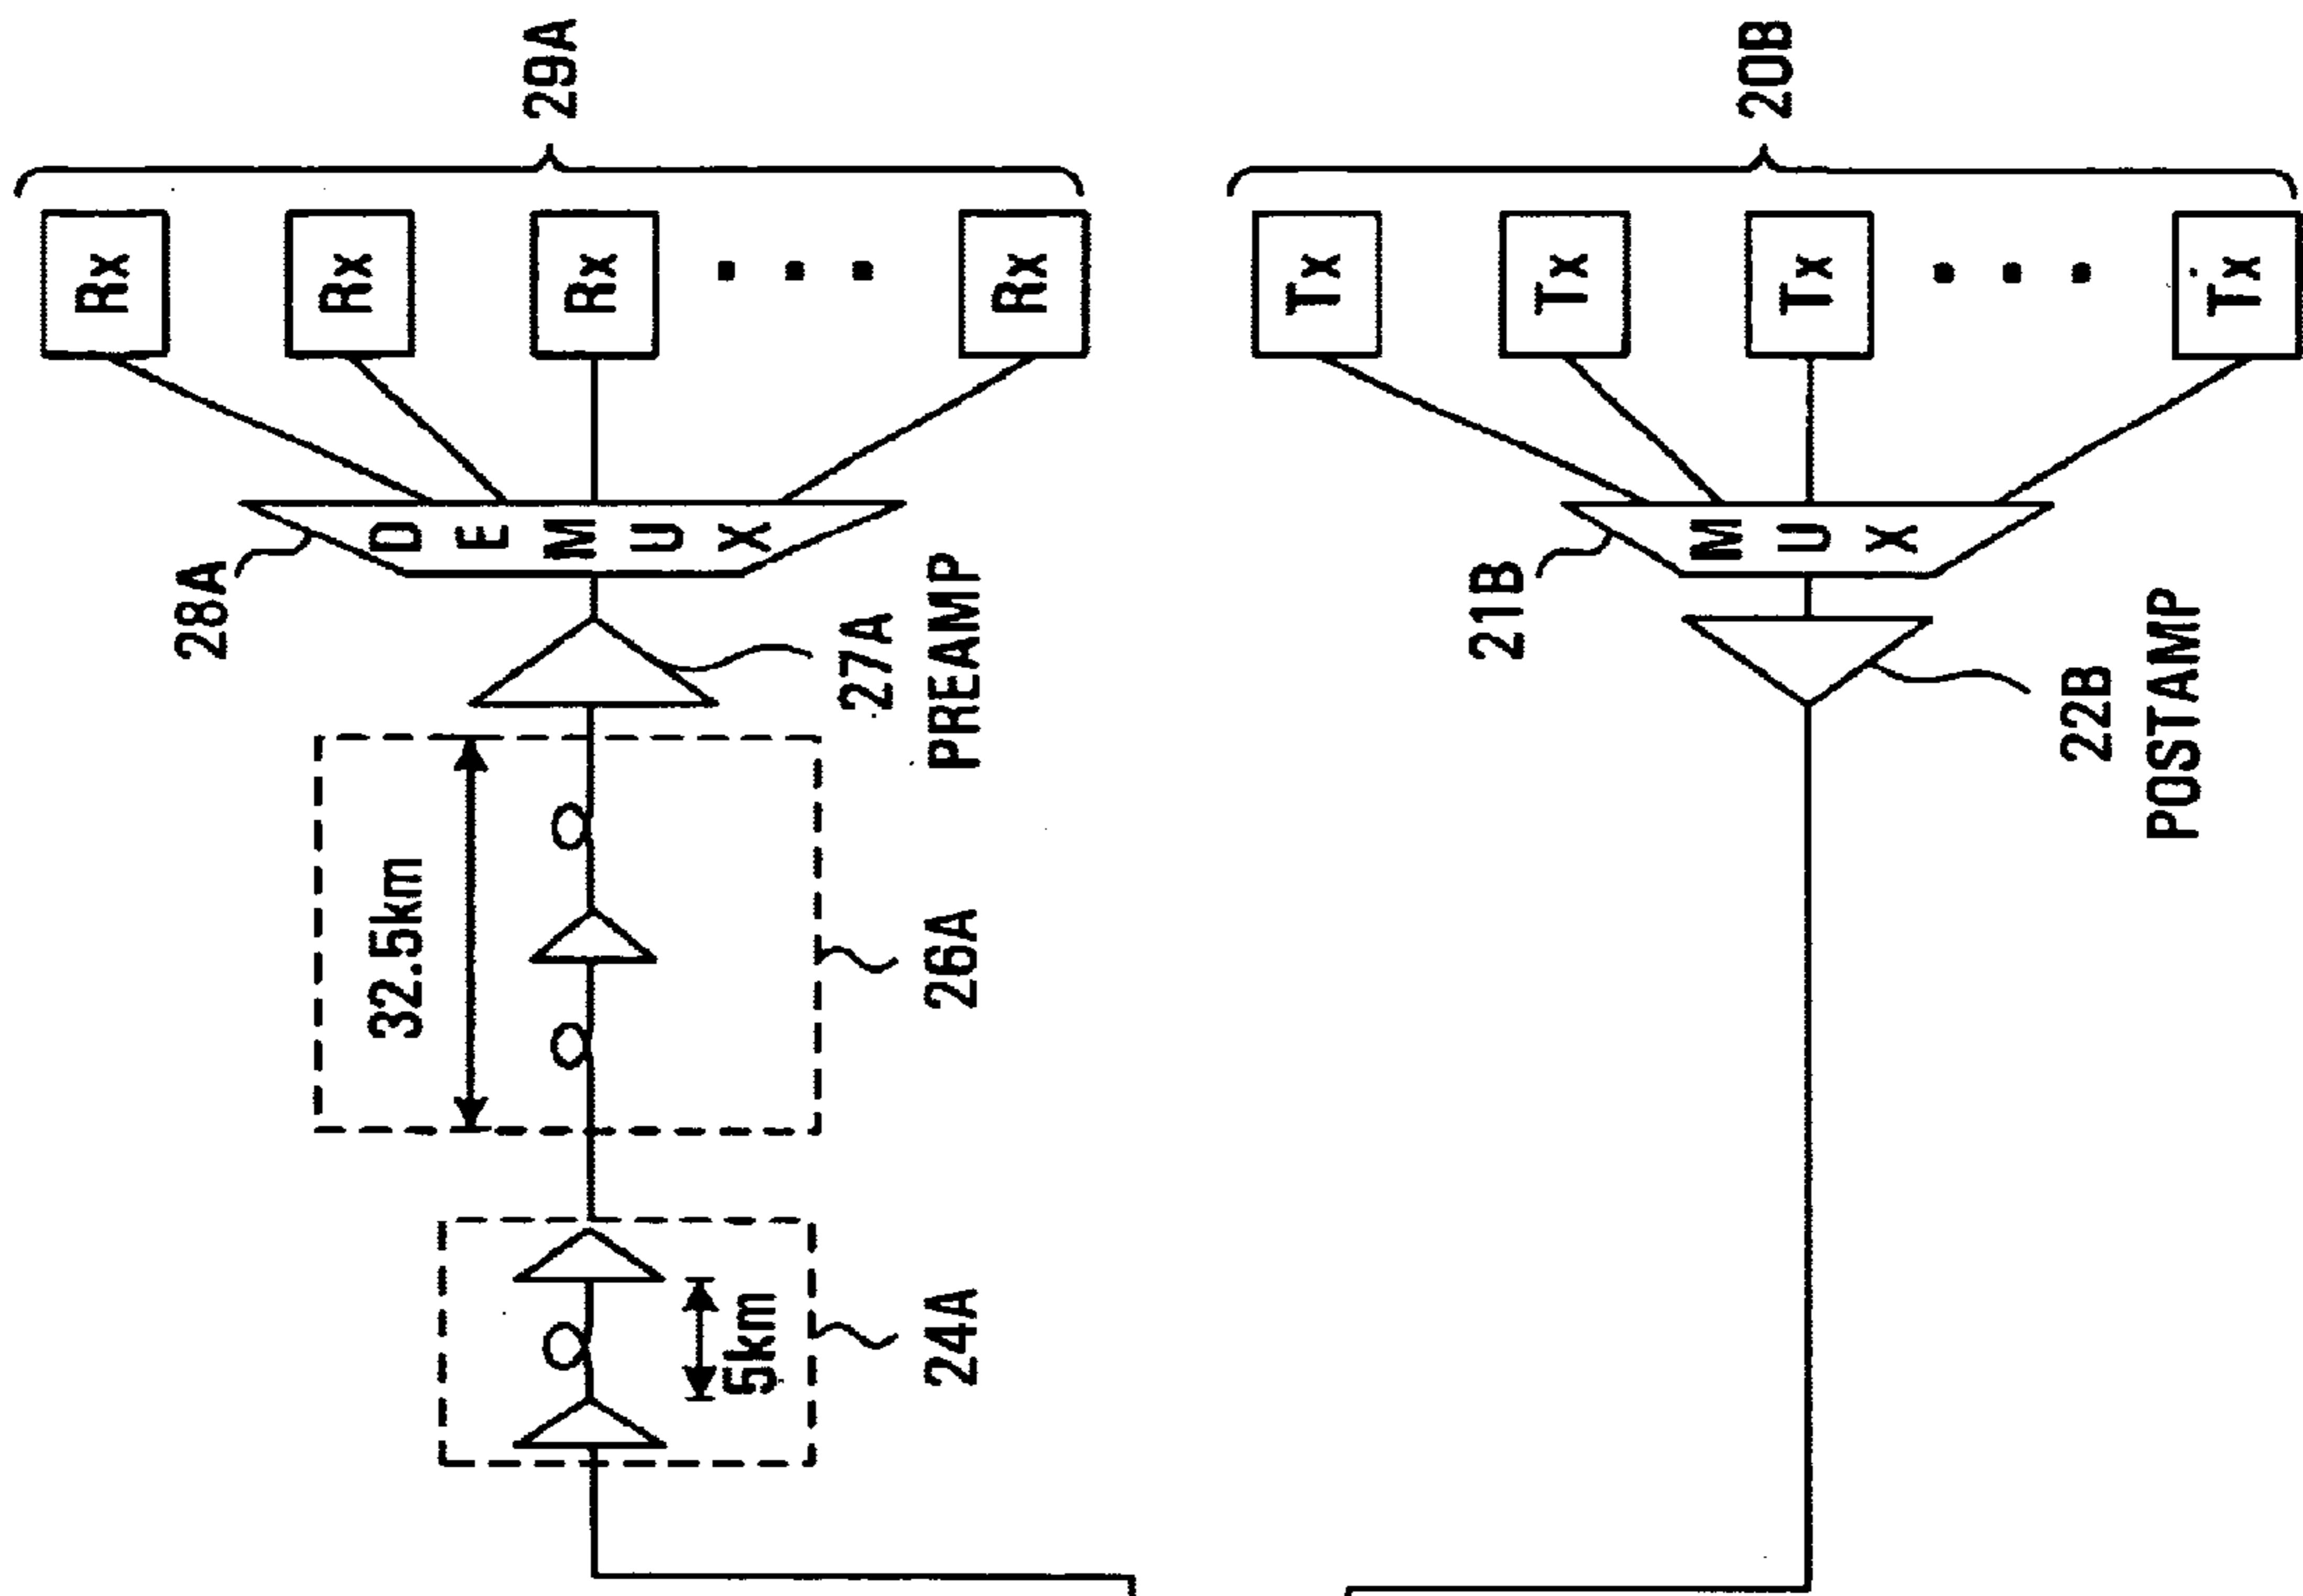 Rx
28A
Rx
32.5km
DEMUX
29A
Rx
5km
27A
PREAMP
24A
26A
Rx
Tx
21B
Tx
MUX
20B
Tx
22B
POSTAMP
Tx